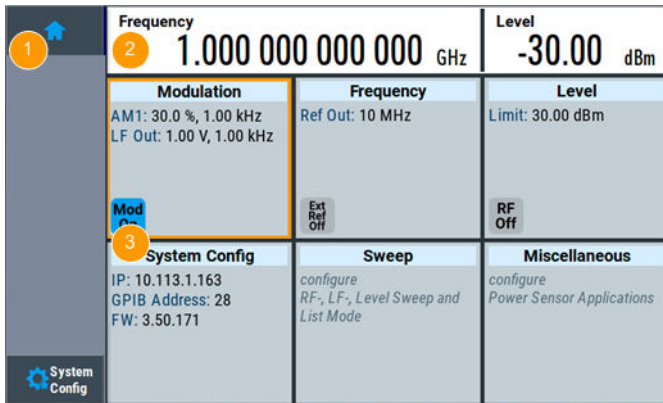 1
Frequency
2
1.000 000 000 000 GHz
Level
-30.00 dBm
Modulation
AM1: 30.0 %, 1.00 kHz
LF Out: 1.00 V, 1.00 kHz
Mod
3
Frequency
Ref Out: 10 MHz
Ext
Ref
Off
Level
Limit: 30.00 dBm
RF
Off
System Config
IP: 10.113.1.163
GPIB Address: 28
FW: 3.50.171
Sweep
configure
RF-, LF-, Level Sweep and
List Mode
Miscellaneous
configure
Power Sensor Applications
System
Config